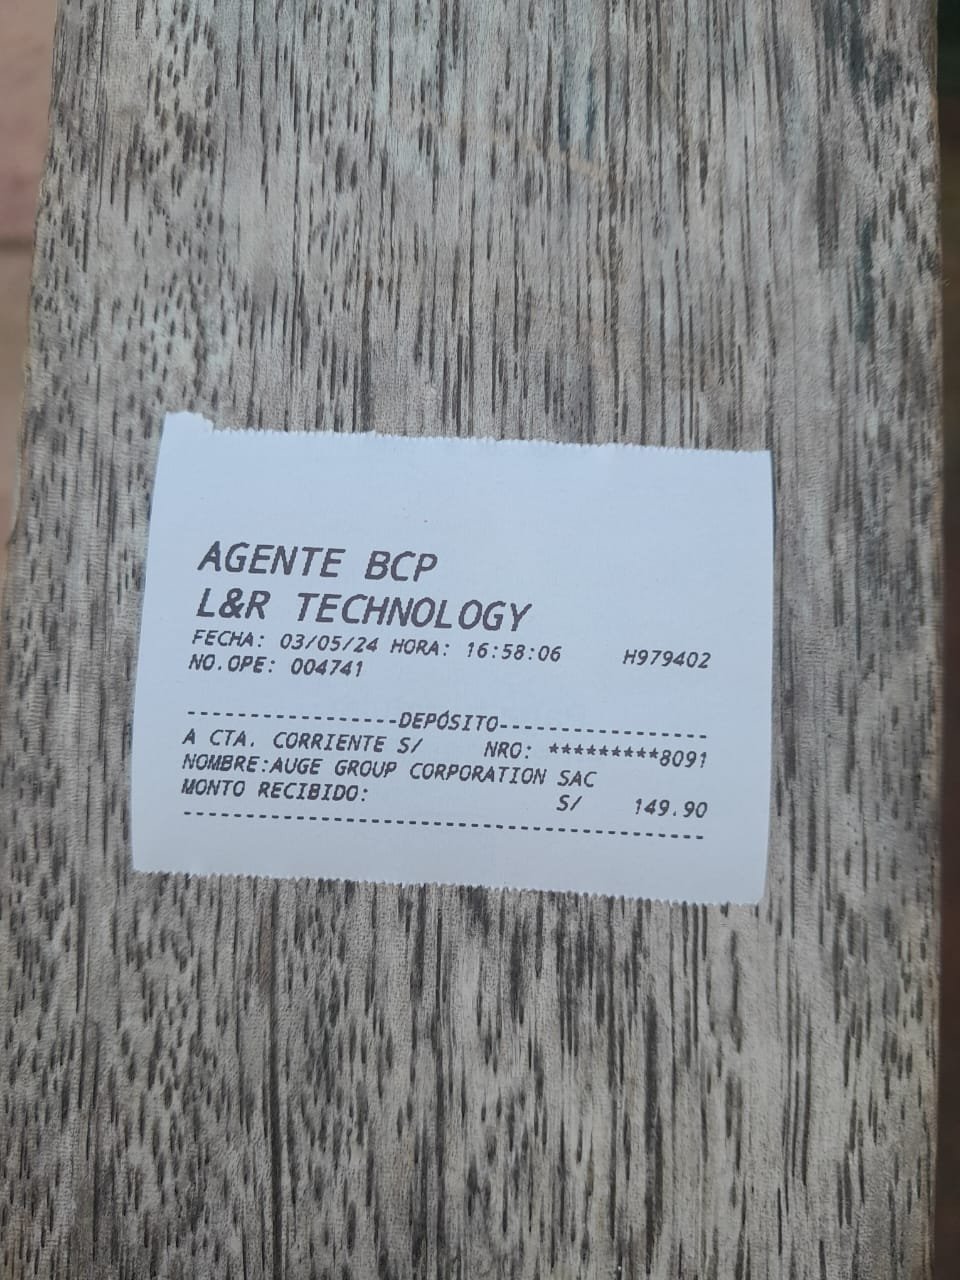 AGENTE BCP
L&R TECHNOLOGY
FECHA: 03/05/24 HORA: 16:58:06 H979402
NO.OPE: 004741
-----------------DEPÓSITO-----------------
A CTA. CORRIENTE S/ NRO: *********8091
NOMBRE:AUGE GROUP CORPORATION SAC
MONTO RECIBIDO: S/ 149.90
------------------------------------------